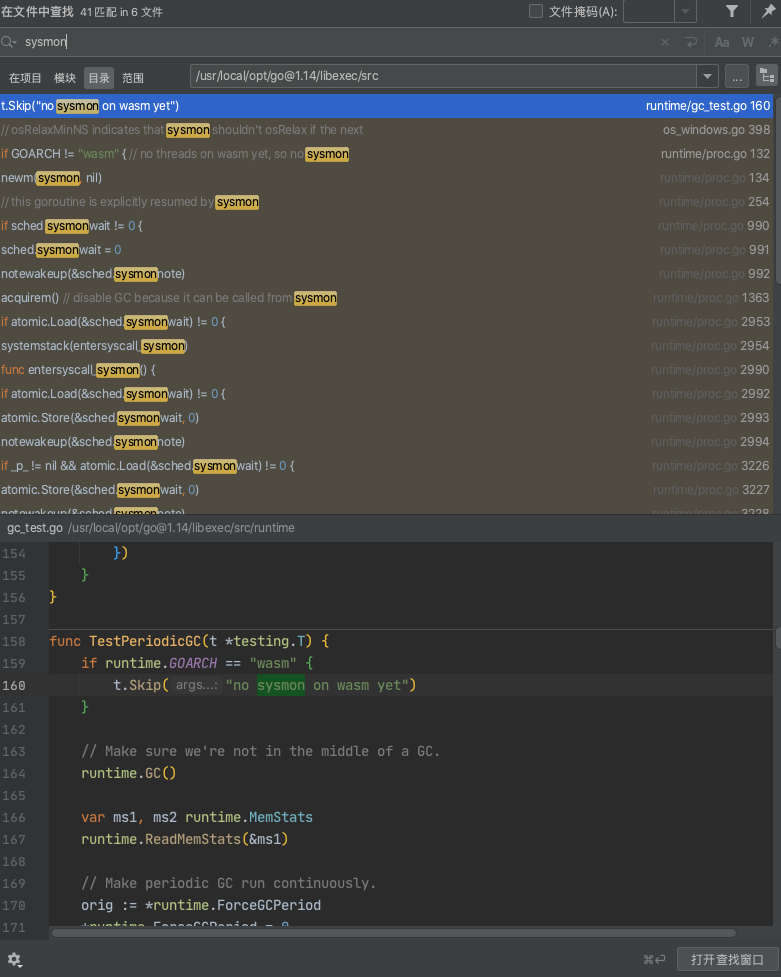 在文件中查找 41 匹配 in 6 文件 文件掩码(A):
sysmon Aa W .*
在项目 模块 目录 范围 /usr/local/opt/go@1.14/libexec/src ...
t.Skip("no sysmon on wasm yet") runtime/gc_test.go 160
// osRelaxMinNS indicates that sysmon shouldn't osRelax if the next os_windows.go 398
if GOARCH != "wasm" { // no threads on wasm yet, so no sysmon runtime/proc.go 132
newm(sysmon, nil) runtime/proc.go 134
// this goroutine is explicitly resumed by sysmon runtime/proc.go 254
if sched.sysmonwait != 0 { runtime/proc.go 990
sched.sysmonwait = 0 runtime/proc.go 991
notewakeup(&sched.sysmonnote) runtime/proc.go 992
acquirem() // disable GC because it can be called from sysmon runtime/proc.go 1363
if atomic.Load(&sched.sysmonwait) != 0 { runtime/proc.go 2953
systemstack(entersyscall_sysmon) runtime/proc.go 2954
func entersyscall_sysmon() { runtime/proc.go 2990
if atomic.Load(&sched.sysmonwait) != 0 { runtime/proc.go 2992
atomic.Store(&sched.sysmonwait, 0) runtime/proc.go 2993
notewakeup(&sched.sysmonnote) runtime/proc.go 2994
if _p_ != nil && atomic.Load(&sched.sysmonwait) != 0 { runtime/proc.go 3226
atomic.Store(&sched.sysmonwait, 0) runtime/proc.go 3227
notewakeup(&sched.sysmonnote) runtime/proc.go 3228
gc_test.go /usr/local/opt/go@1.14/libexec/src/runtime
154 })
155 }
156 }
157
158 func TestPeriodicGC(t *testing.T) {
159 if runtime.GOARCH == "wasm" {
160 t.Skip( args...: "no sysmon on wasm yet")
161 }
162
163 // Make sure we're not in the middle of a GC.
164 runtime.GC()
165
166 var ms1, ms2 runtime.MemStats
167 runtime.ReadMemStats(&ms1)
168
169 // Make periodic GC run continuously.
170 orig := *runtime.ForceGCPeriod
171 *runtime.ForceGCPeriod = 0
⌘↩ 打开查找窗口